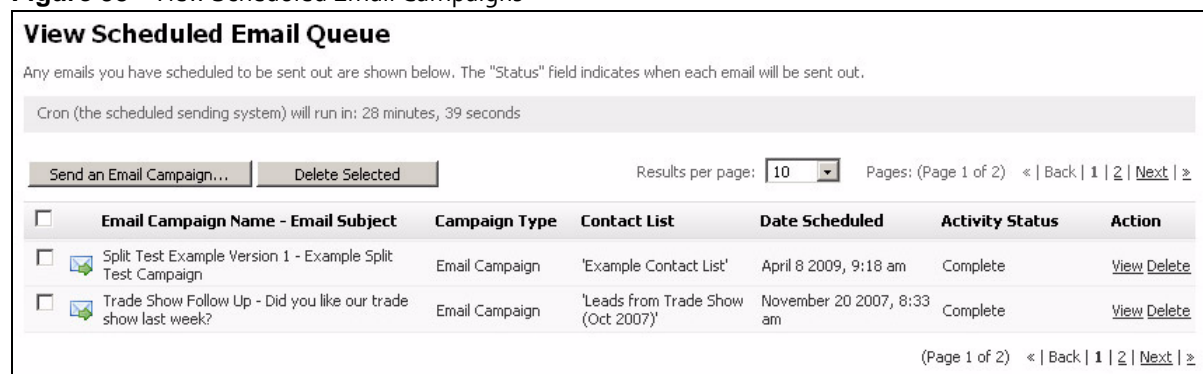 View Scheduled Email Queue
Any emails you have scheduled to be sent out are shown below. The "Status" field indicates when each email will be sent out.
Cron (the scheduled sending system) will run in: 28 minutes, 39 seconds
Send an Email Campaign... Delete Selected Results per page: 10 Pages: (Page 1 of 2) « | Back | 1 | 2 | Next | »
Email Campaign Name - Email Subject Campaign Type Contact List Date Scheduled Activity Status Action
Split Test Example Version 1 - Example Split
Test Campaign
Email Campaign 'Example Contact List' April 8 2009, 9:18 am Complete View Delete
Trade Show Follow Up - Did you like our trade
show last week?
Email Campaign
'Leads from Trade Show
(Oct 2007)'
November 20 2007, 8:33
am
Complete View Delete
(Page 1 of 2) « | Back | 1 | 2 | Next | »